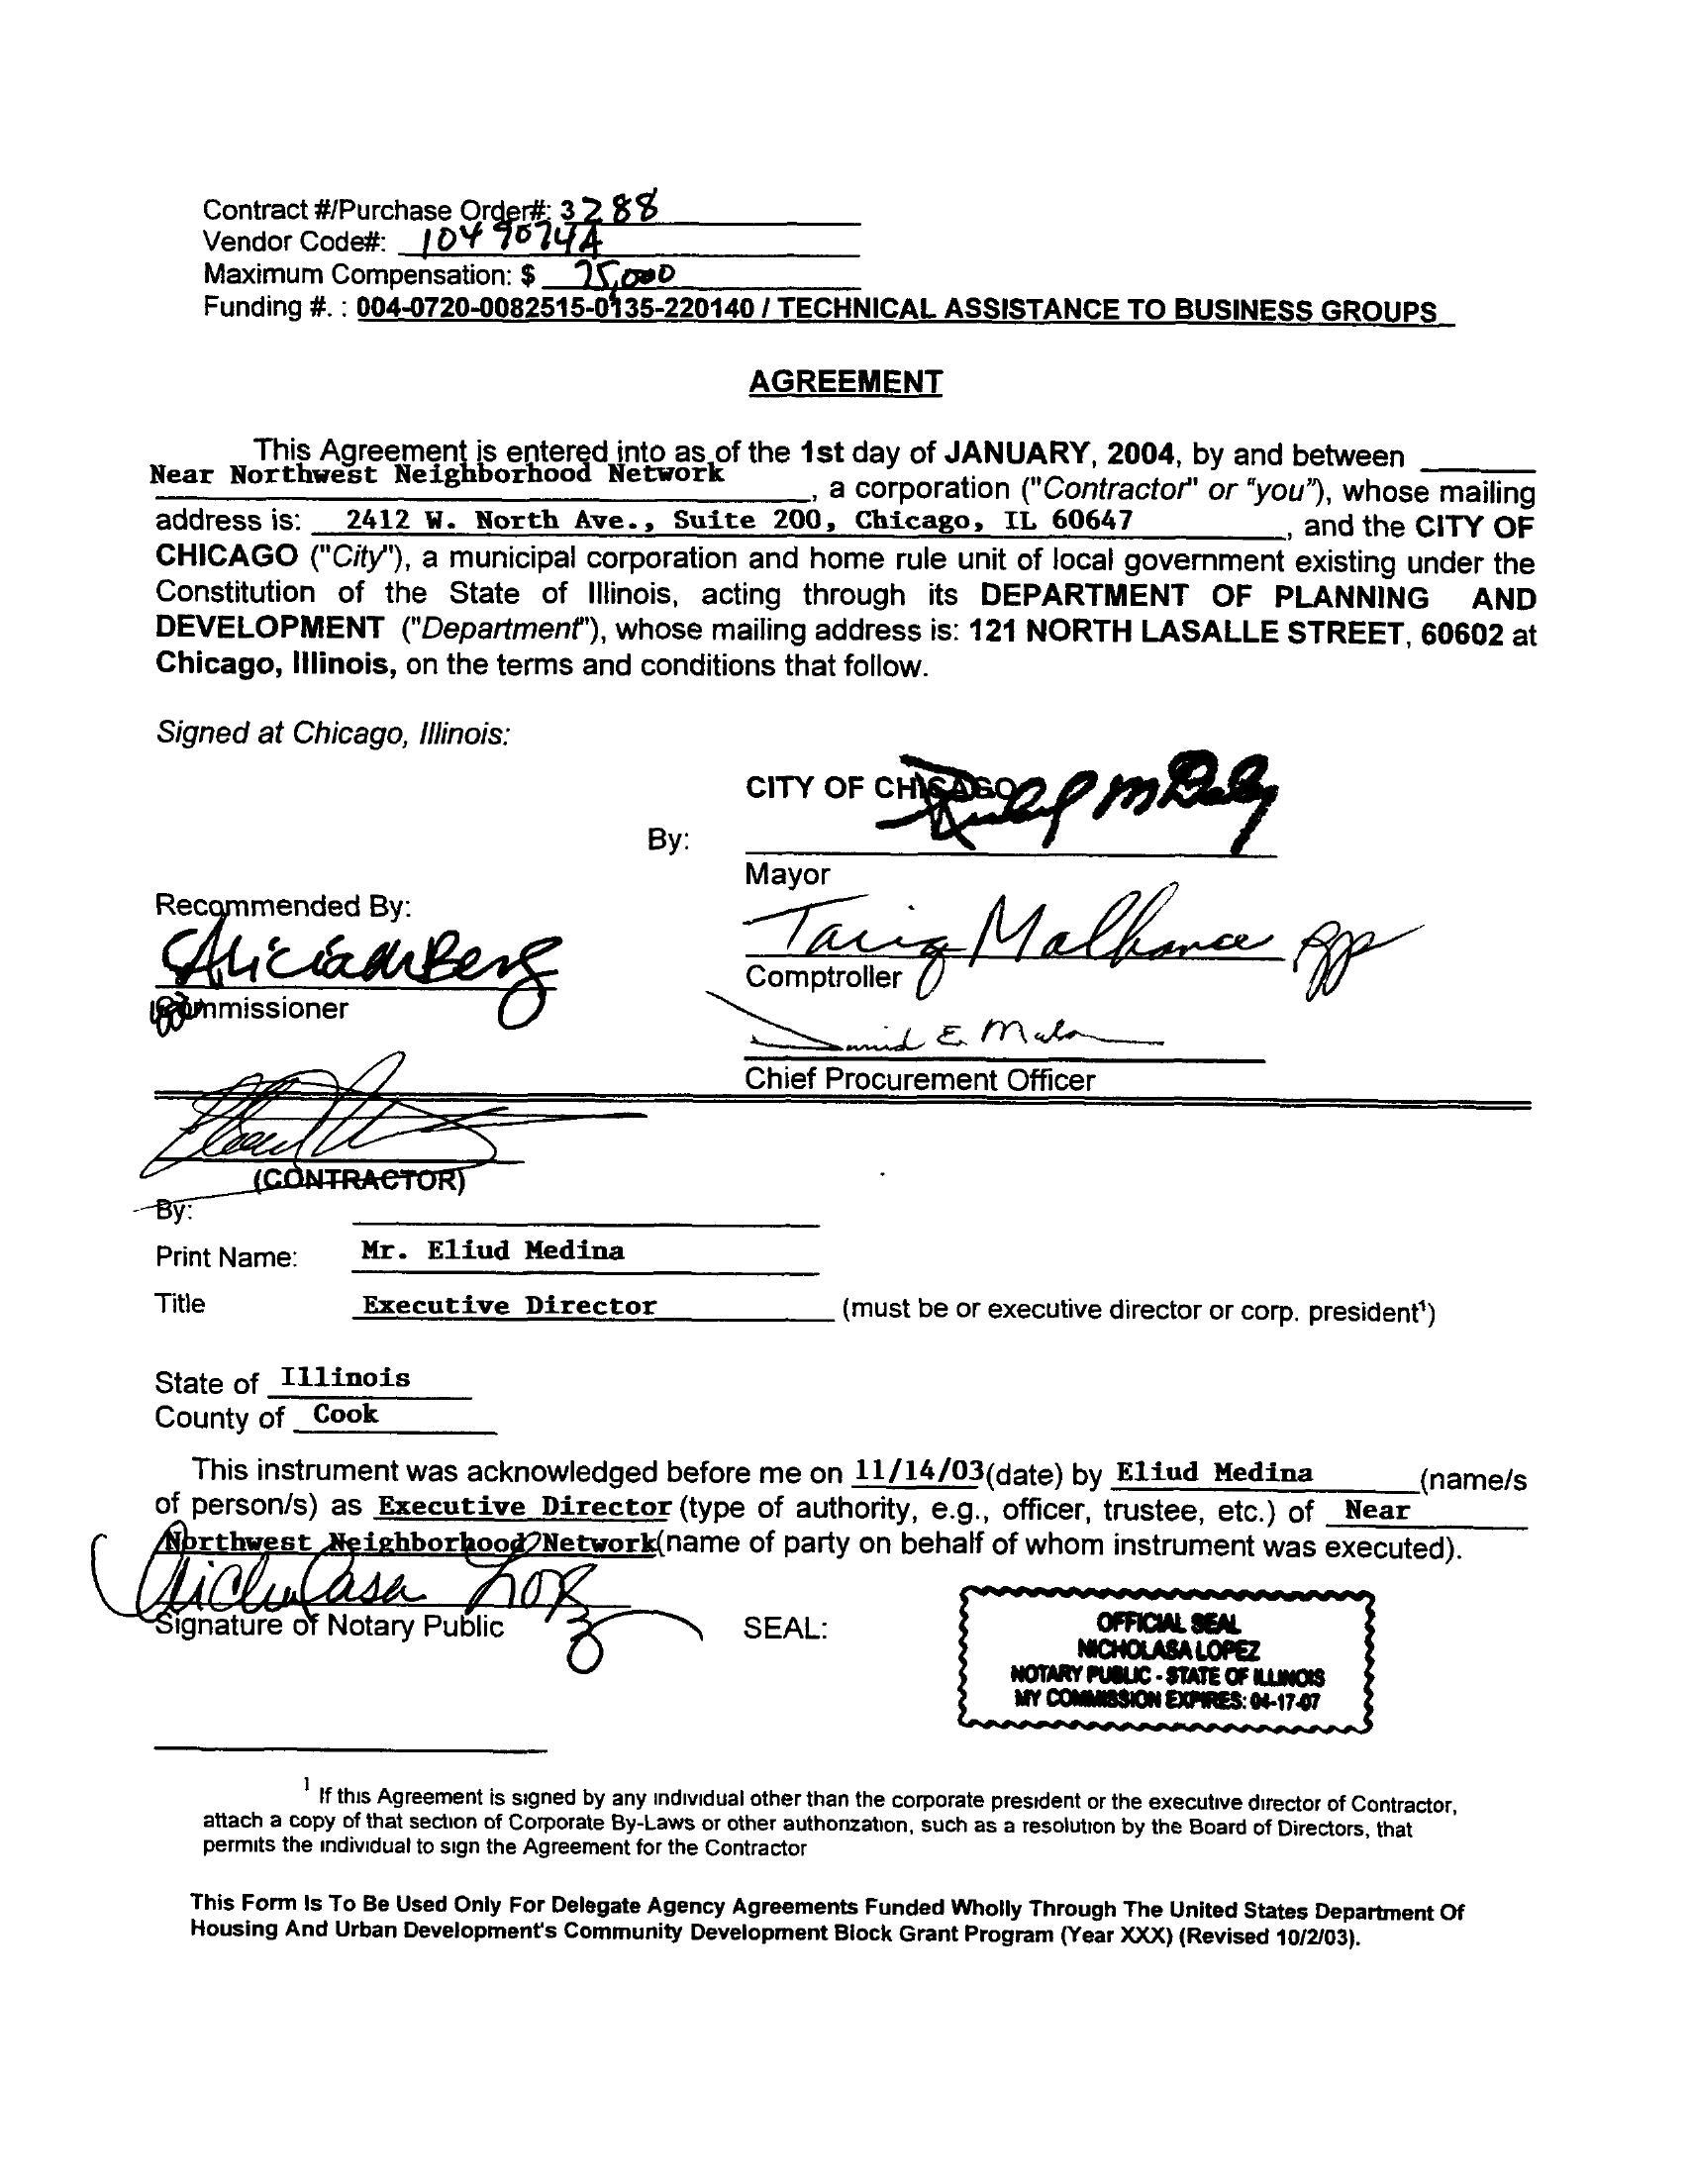 Contract #/Purchase Order#: 3288
Vendor Code#: 1049074A
Maximum Compensation: $ 25,000
Funding #. : 004-0720-0082515-0135-220140 / TECHNICAL ASSISTANCE TO BUSINESS GROUPS
AGREEMENT
This Agreement is entered into as of the 1st day of JANUARY, 2004, by and between
Near Northwest Neighborhood Network
, a corporation ("Contractor" or "you"), whose mailing
address is: 2412 W. North Ave., Suite 200, Chicago, IL 60647, and the CITY OF
CHICAGO ("City"), a municipal corporation and home rule unit of local government existing under the
Constitution of the State of Illinois, acting through its DEPARTMENT OF PLANNING AND
DEVELOPMENT ("Department"), whose mailing address is: 121 NORTH LASALLE STREET, 60602 at
Chicago, Illinois, on the terms and conditions that follow.
Signed at Chicago, Illinois:
CITY OF CHICAGO
By:
Mayor
Recommended By:
Tariq Malhance
Comptroller
Alicia Berg
Commissioner
David E. Malo
Chief Procurement Officer
(CONTRACTOR)
By:
Print Name: Mr. Eliud Medina
Title Executive Director (must be or executive director or corp. president¹)
State of Illinois
County of Cook
This instrument was acknowledged before me on 11/14/03(date) by Eliud Medina (name/s
of person/s) as Executive Director (type of authority, e.g., officer, trustee, etc.) of Near
Northwest Neighborhood Network(name of party on behalf of whom instrument was executed).
Nicholasa Lopez
Signature of Notary Public SEAL:
OFFICIAL SEAL
NICHOLASA LOPEZ
NOTARY PUBLIC - STATE OF ILLINOIS
MY COMMISSION EXPIRES: 04-17-07
¹ If this Agreement is signed by any individual other than the corporate president or the executive director of Contractor,
attach a copy of that section of Corporate By-Laws or other authorization, such as a resolution by the Board of Directors, that
permits the individual to sign the Agreement for the Contractor
This Form Is To Be Used Only For Delegate Agency Agreements Funded Wholly Through The United States Department Of
Housing And Urban Development's Community Development Block Grant Program (Year XXX) (Revised 10/2/03).